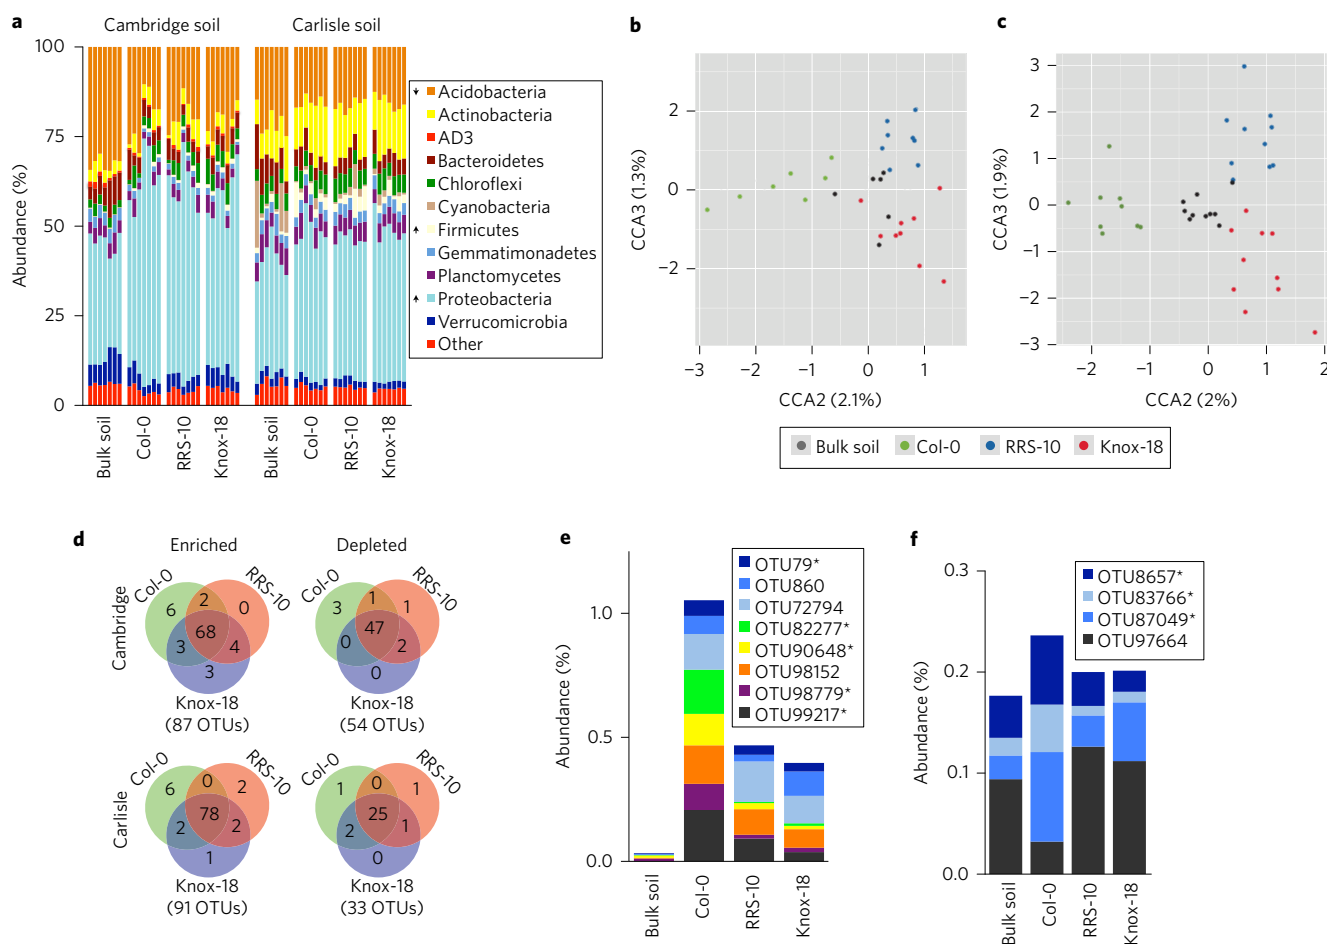 a
Cambridge soil
Carlisle soil
100
75
50
25
0
Abundance (%)
Bulk soil
Col-0
RRS-10
Knox-18
Bulk soil
Col-0
RRS-10
Knox-18
Acidobacteria
Actinobacteria
AD3
Bacteroidetes
Chloroflexi
Cyanobacteria
Firmicutes
Gemmatimonadetes
Planctomycetes
Proteobacteria
Verrucomicrobia
Other
b
2
0
−2
CCA3 (1.3%)
−3 −2 −1 0 1
CCA2 (2.1%)
c
3
2
1
0
−1
−2
−3
CCA3 (1.9%)
−2 −1 0 1 2
CCA2 (2%)
Bulk soil Col-0 RRS-10 Knox-18
d
Enriched
Depleted
Cambridge
Col-0
RRS-10
6 2 0
68
3 4
3
Knox-18
(87 OTUs)
Col-0
RRS-10
3 1 1
47
0 2
0
Knox-18
(54 OTUs)
Carlisle
Col-0
RRS-10
6 0 2
78
2 2
1
Knox-18
(91 OTUs)
Col-0
RRS-10
1 0 1
25
2 1
0
Knox-18
(33 OTUs)
e
1.0
0.5
0.0
Abundance (%)
OTU79*
OTU860
OTU72794
OTU82277*
OTU90648*
OTU98152
OTU98779*
OTU99217*
Bulk soil
Col-0
RRS-10
Knox-18
f
0.3
0.2
0.1
0.0
Abundance (%)
OTU8657*
OTU83766*
OTU87049*
OTU97664
Bulk soil
Col-0
RRS-10
Knox-18